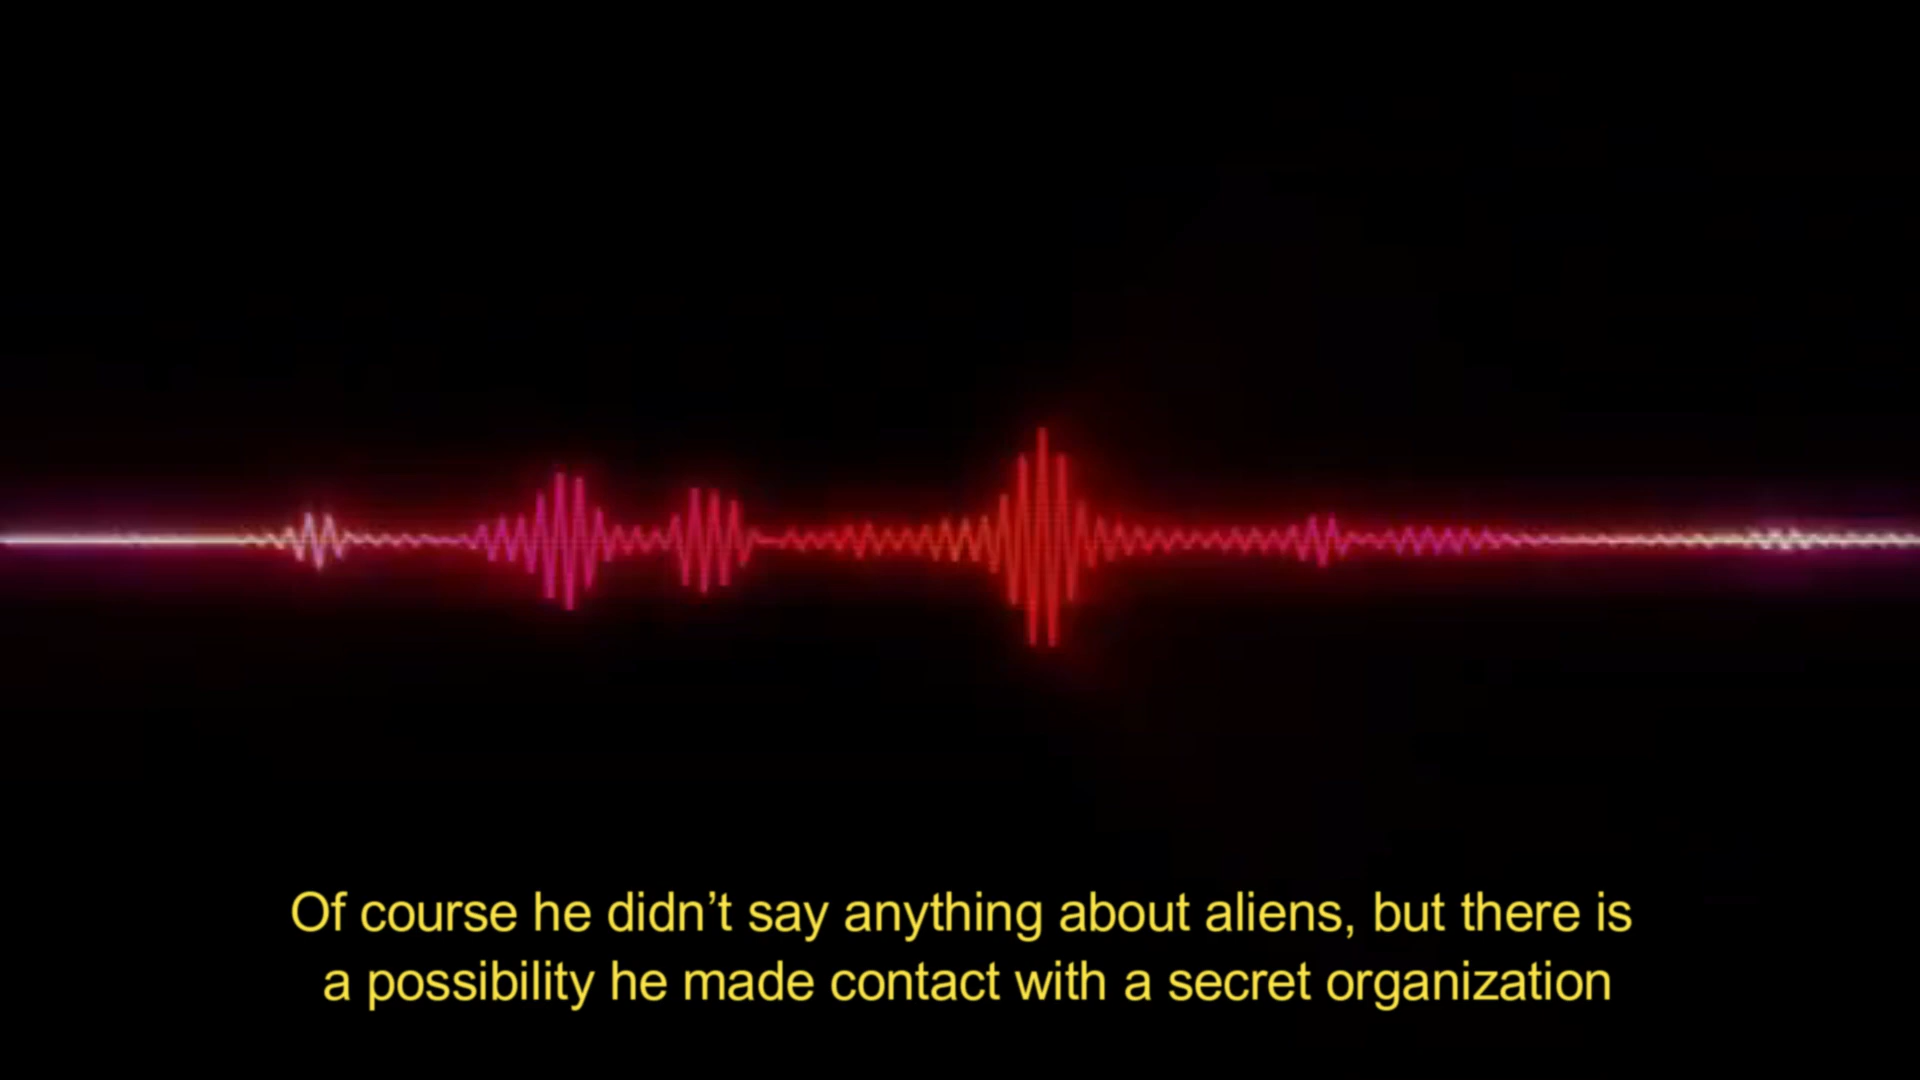 Of course he didn’t say anything about aliens, but there is
a possibility he made contact with a secret organization